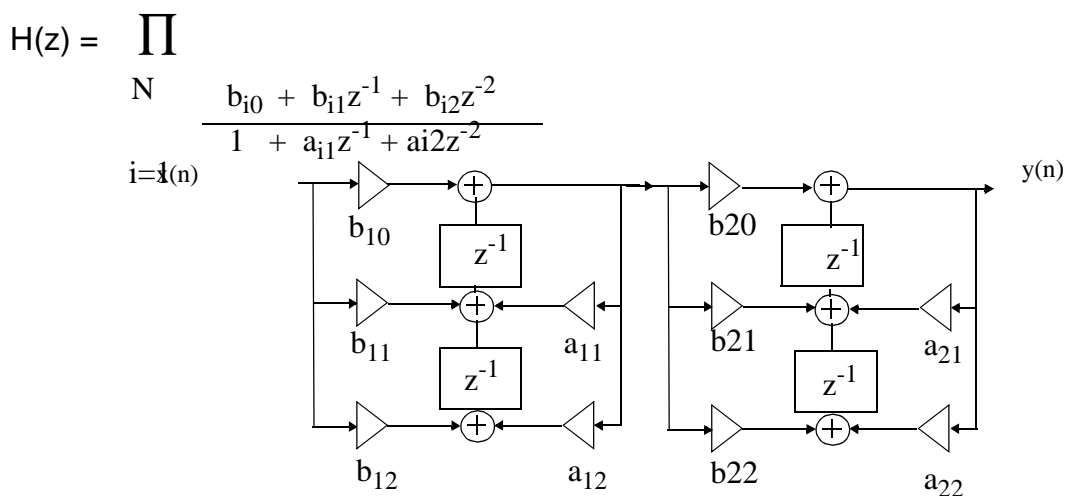 H(z) = ∏
N
b_{i0} + b_{i1}z^{-1} + b_{i2}z^{-2}
1 + a_{i1}z^{-1} + ai2z^{-2}
i=1
x(n)
y(n)
b_{10}
b20
z^{-1}
z^{-1}
b_{11}
a_{11}
b21
a_{21}
z^{-1}
z^{-1}
b_{12}
a_{12}
b22
a_{22}